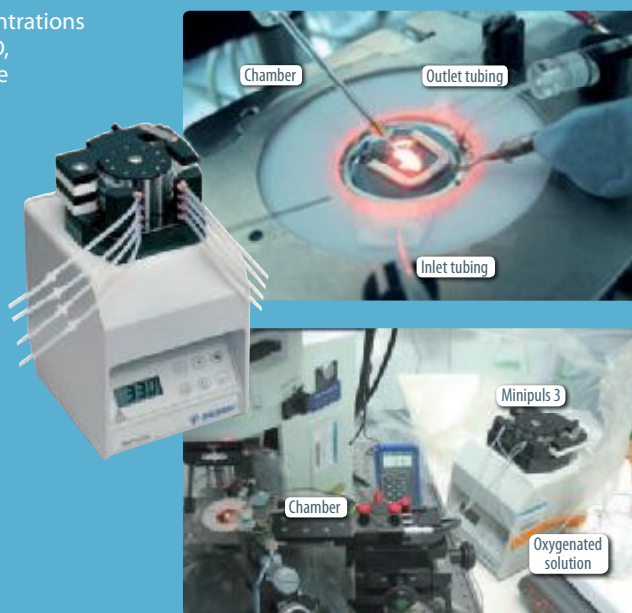 ntrations
D,
e
Chamber
Outlet tubing
Inlet tubing
Minipuls 3
Chamber
Oxygenated
solution